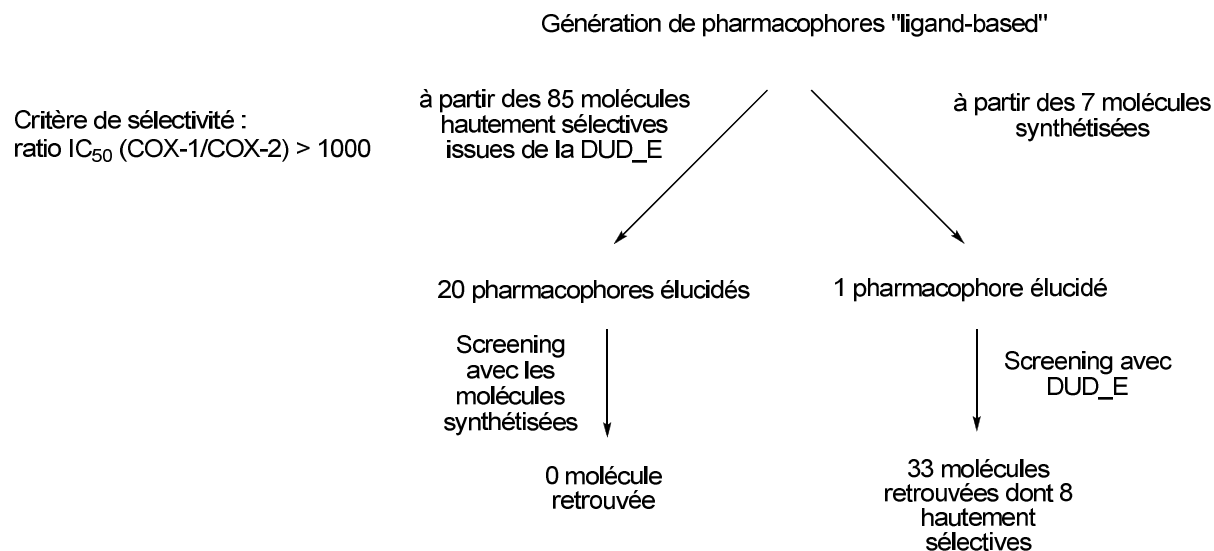 Génération de pharmacophores "ligand-based"
Critère de sélectivité :
ratio IC50 (COX-1/COX-2) > 1000
à partir des 85 molécules
hautement sélectives
issues de la DUD_E
à partir des 7 molécules
synthétisées
20 pharmacophores élucidés
1 pharmacophore élucidé
Screening
avec les
molécules
synthétisées
Screening avec
DUD_E
0 molécule
retrouvée
33 molécules
retrouvées dont 8
hautement
sélectives